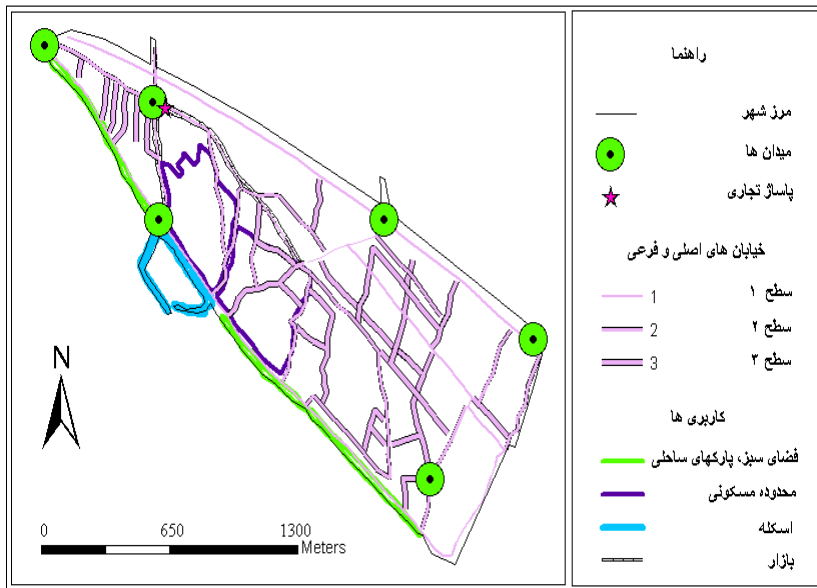 راهنما
مرز شهر
میدان ها
پاساژ تجاری
خیابان های اصلی و فرعی
1 سطح ۱
2 سطح ۲
3 سطح ۳
کاربری ها
فضای سبز، پارکهای ساحلی
محدوده مسکونی
اسکله
بازار
N
0 650 1300
Meters